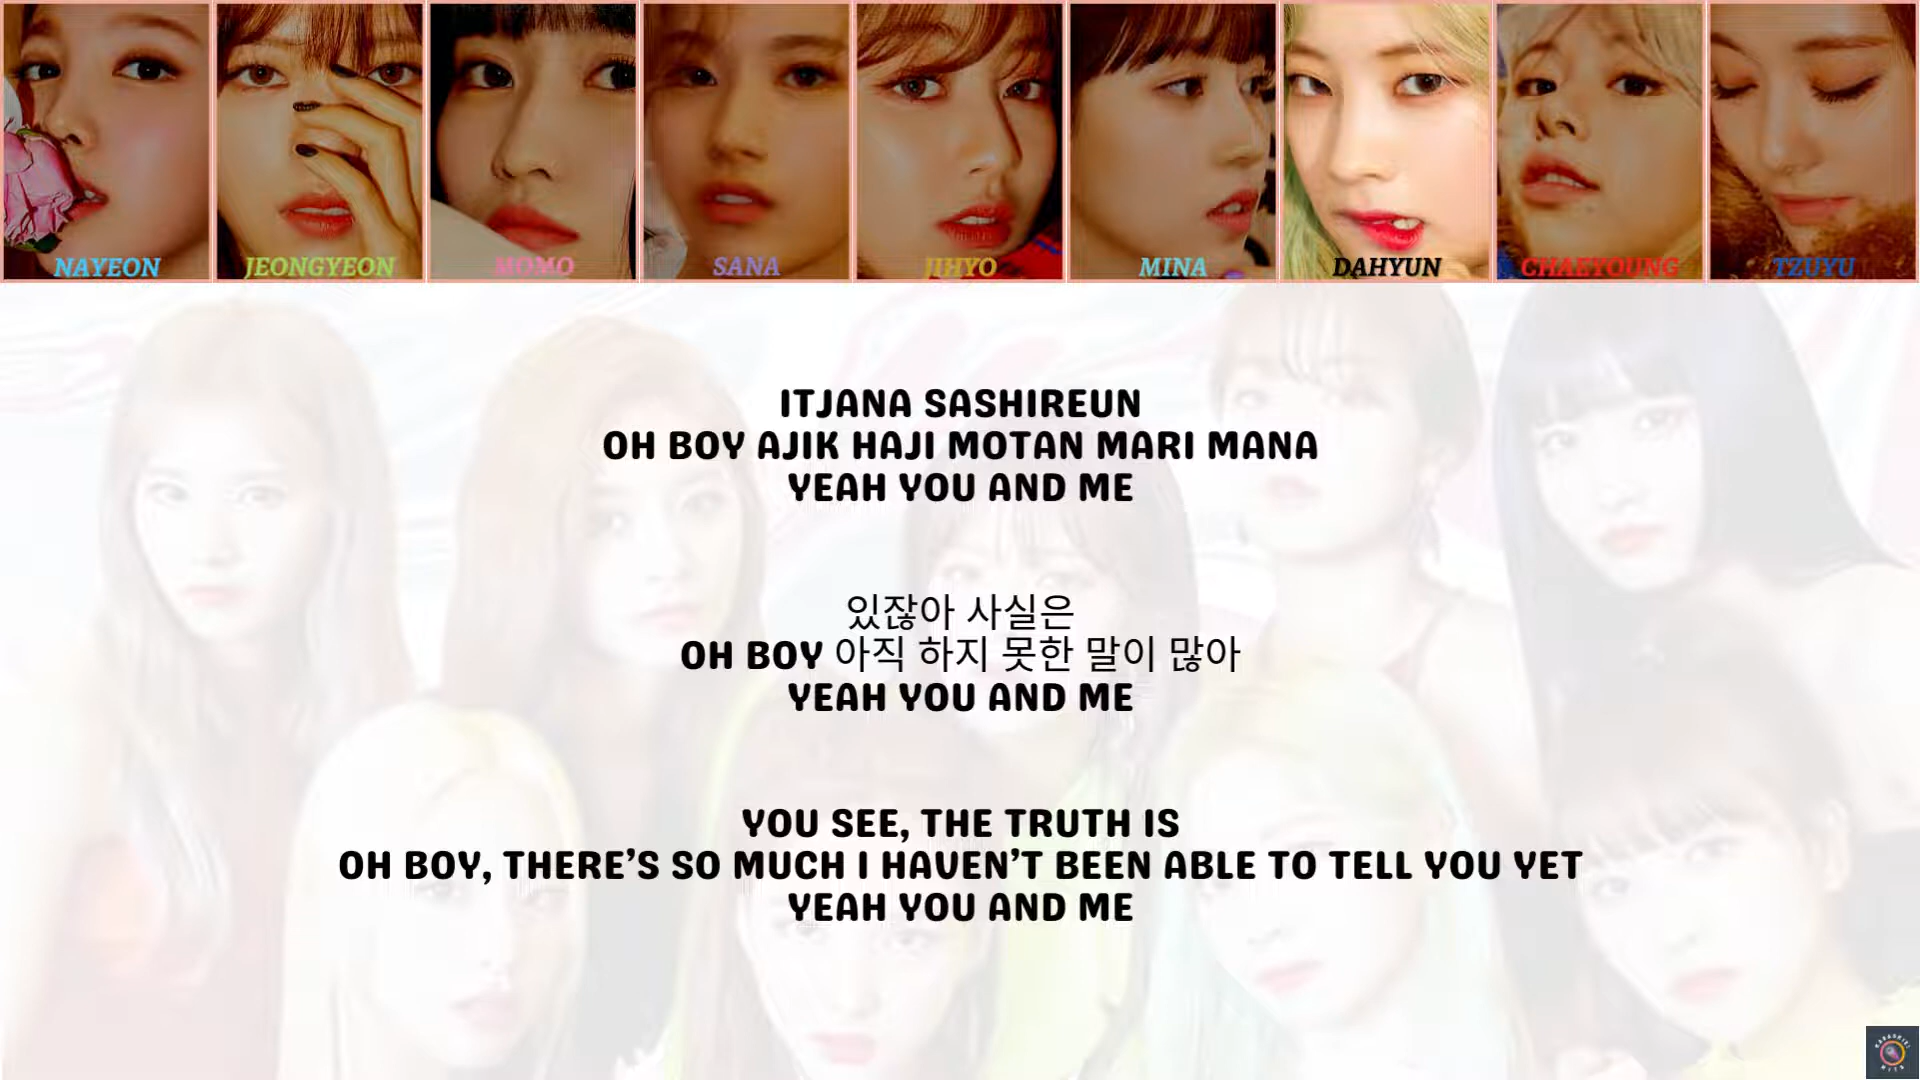 NAYEON
JEONGYEON
MOMO
SANA
JIHYO
MINA
DAHYUN
CHAEYOUNG
TZUYU
ITJANA SASHIREUN
OH BOY AJIK HAJI MOTAN MARI MANA
YEAH YOU AND ME
있잖아 사실은
OH BOY 아직 하지 못한 말이 많아
YEAH YOU AND ME
YOU SEE, THE TRUTH IS
OH BOY, THERE’S SO MUCH I HAVEN’T BEEN ABLE TO TELL YOU YET
YEAH YOU AND ME